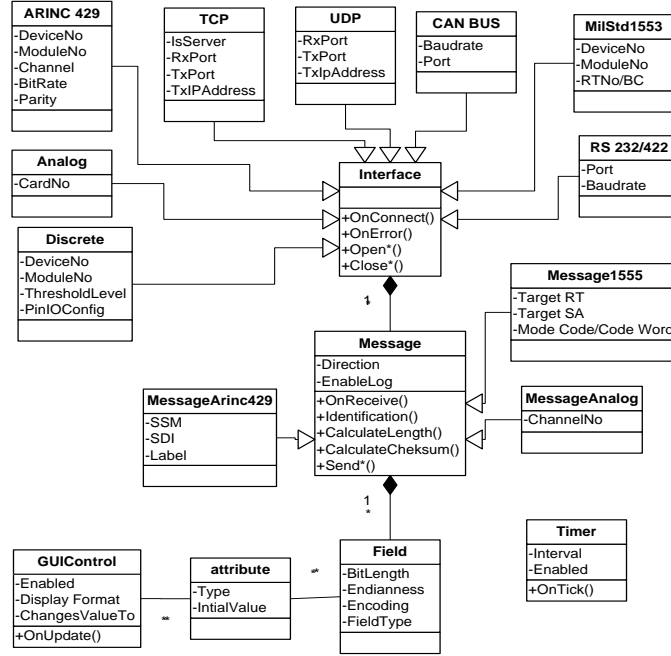 ARINC 429
-DeviceNo
-ModuleNo
-Channel
-BitRate
-Parity
TCP
-IsServer
-RxPort
-TxPort
-TxIPAddress
UDP
-RxPort
-TxPort
-TxIpAddress
CAN BUS
-Baudrate
-Port
MilStd1553
-DeviceNo
-ModuleNo
-RTNo/BC
Analog
-CardNo
Interface
+OnConnect()
+OnError()
+Open*()
+Close*()
RS 232/422
-Port
-Baudrate
Discrete
-DeviceNo
-ModuleNo
-ThresholdLevel
-PinIOConfig
Message1555
-Target RT
-Target SA
-Mode Code/Code Word
1
*
Message
-Direction
-EnableLog
+OnReceive()
+Identification()
+CalculateLength()
+CalculateCheksum()
+Send*()
MessageArinc429
-SSM
-SDI
-Label
MessageAnalog
-ChannelNo
1
*
GUIControl
-Enabled
-Display Format
-ChangesValueTo
+OnUpdate()
**
attribute
-Type
-IntialValue
**
Field
-BitLength
-Endianness
-Encoding
-FieldType
Timer
-Interval
-Enabled
+OnTick()